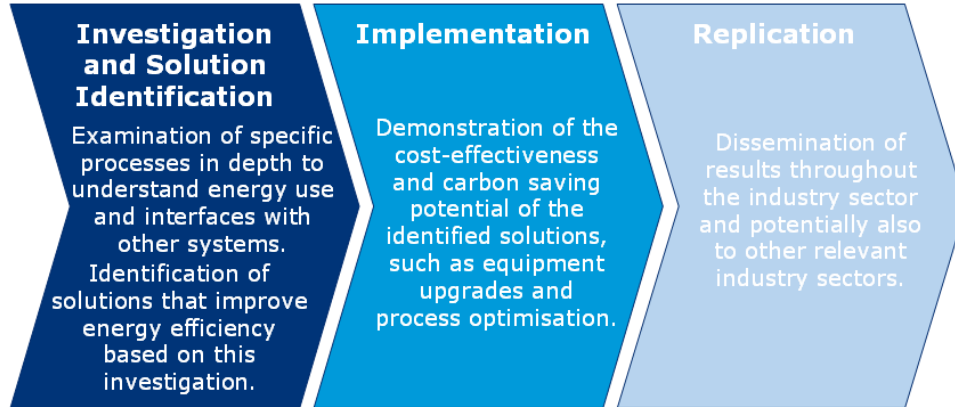 Investigation
and Solution
Identification
Examination of specific
processes in depth to
understand energy use
and interfaces with
other systems.
Identification of
solutions that improve
energy efficiency
based on this
investigation.
Implementation
Demonstration of the
cost-effectiveness
and carbon saving
potential of the
identified solutions,
such as equipment
upgrades and
process optimisation.
Replication
Dissemination of
results throughout
the industry sector
and potentially also
to other relevant
industry sectors.